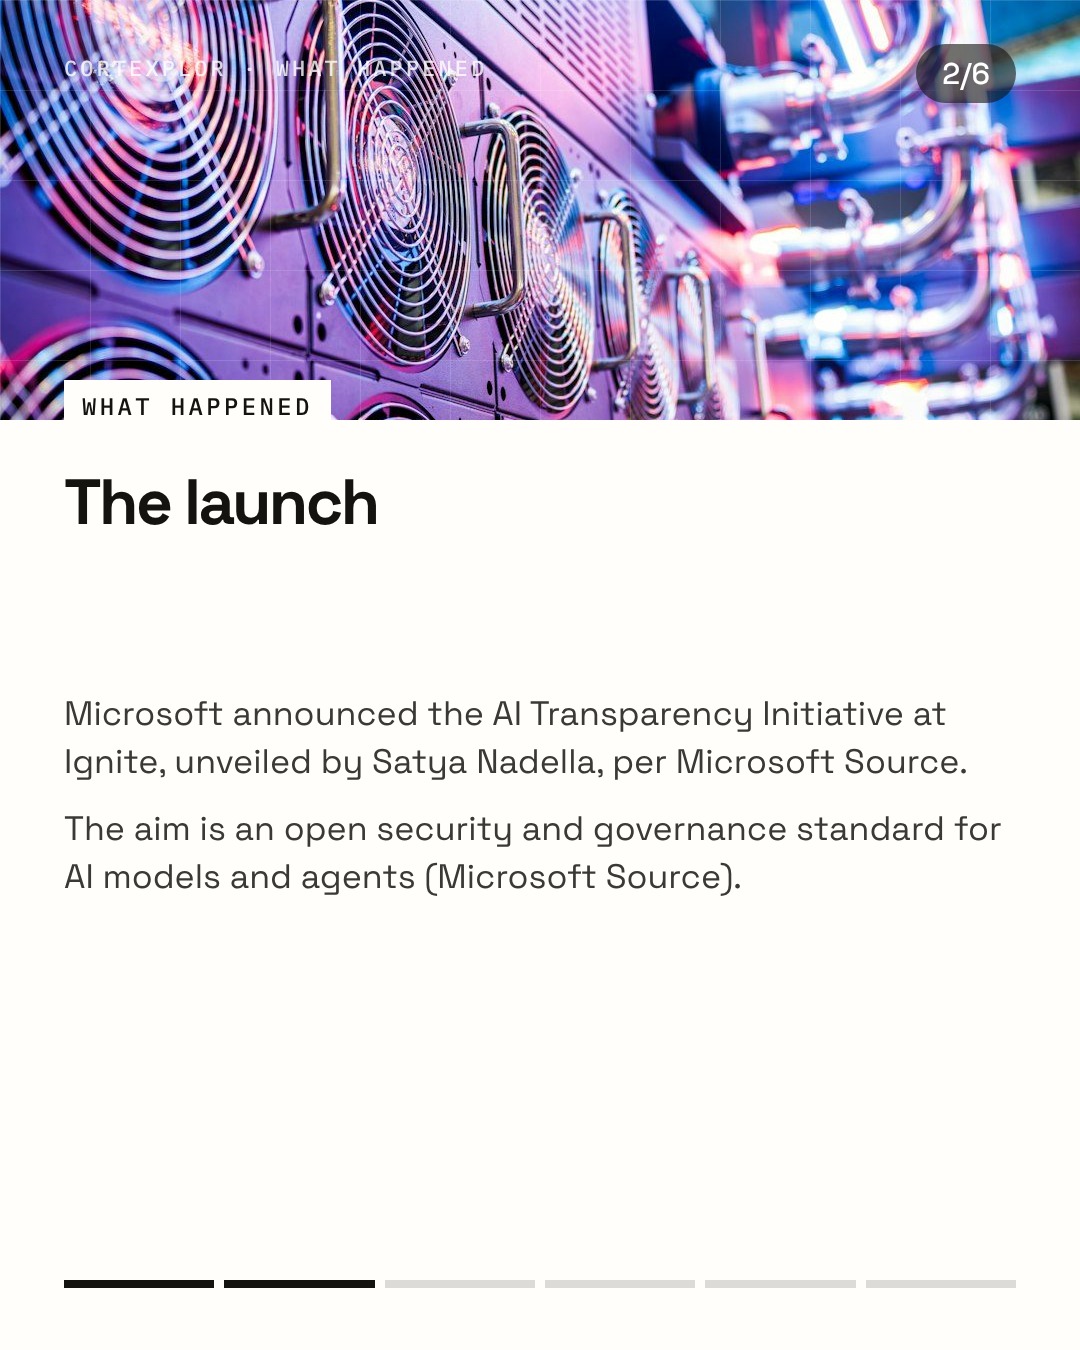 CORTEXPLOR · WHAT HAPPENED
2/6
WHAT HAPPENED
The launch
Microsoft announced the AI Transparency Initiative at
Ignite, unveiled by Satya Nadella, per Microsoft Source.
The aim is an open security and governance standard for
AI models and agents (Microsoft Source).